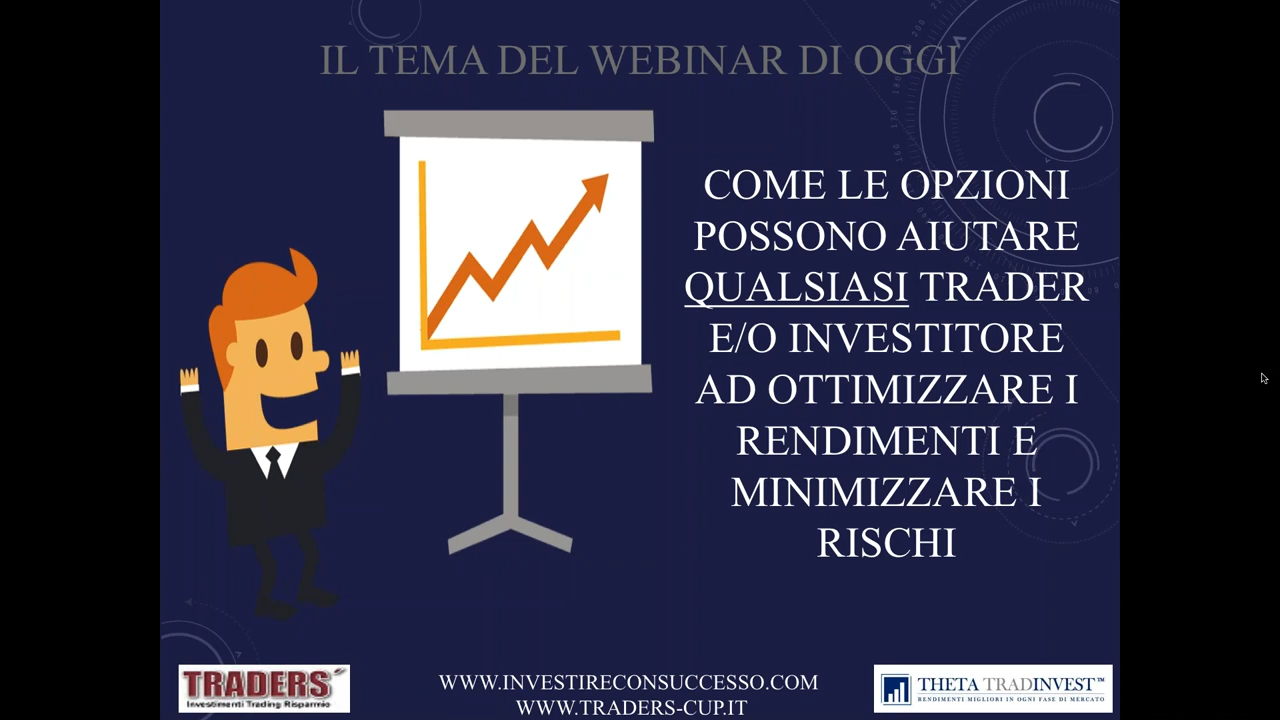 IL TEMA DEL WEBINAR DI OGGI
COME LE OPZIONI
POSSONO AIUTARE
QUALSIASI TRADER
E/O INVESTITORE
AD OTTIMIZZARE I
RENDIMENTI E
MINIMIZZARE I
RISCHI
TRADERS'
Investimenti Trading Risparmio
WWW.INVESTIRECONSUCCESSO.COM
WWW.TRADERS-CUP.IT
THETA TRADINVEST™
RENDIMENTI MIGLIORI IN OGNI FASE DI MERCATO